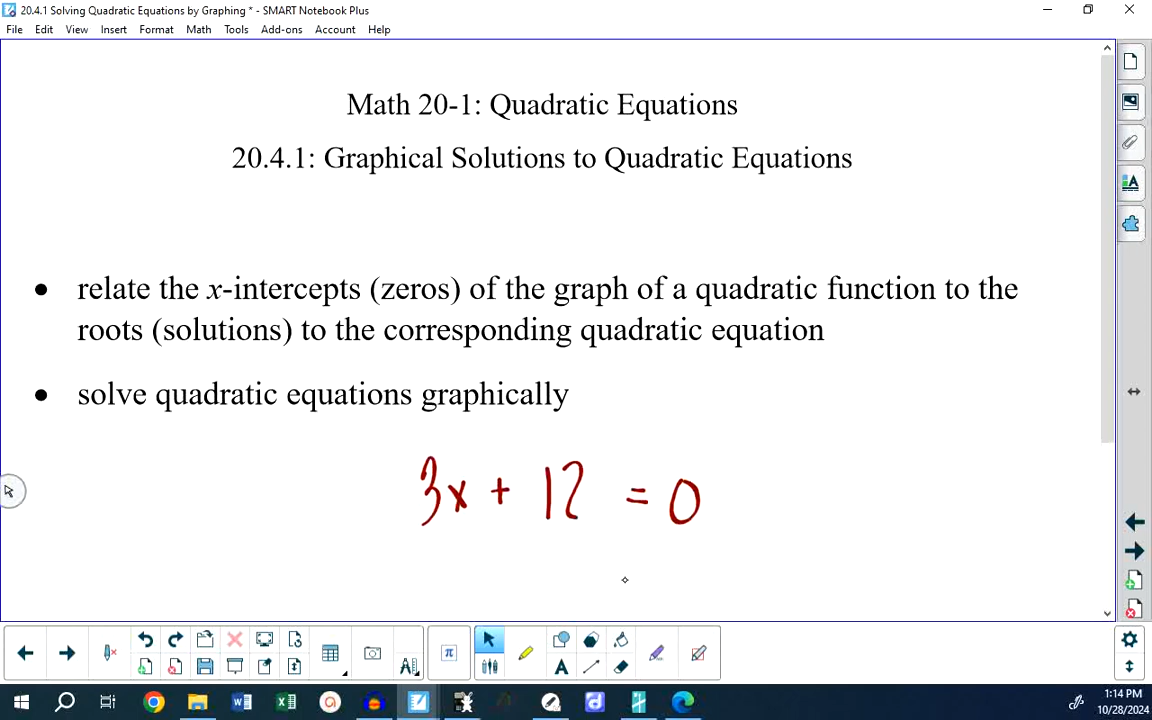 20.4.1 Solving Quadratic Equations by Graphing * - SMART Notebook Plus
File Edit View Insert Format Math Tools Add-ons Account Help
Math 20-1: Quadratic Equations
20.4.1: Graphical Solutions to Quadratic Equations
• relate the x-intercepts (zeros) of the graph of a quadratic function to the
roots (solutions) to the corresponding quadratic equation
• solve quadratic equations graphically
3x + 12 = 0
1:14 PM
10/28/2024